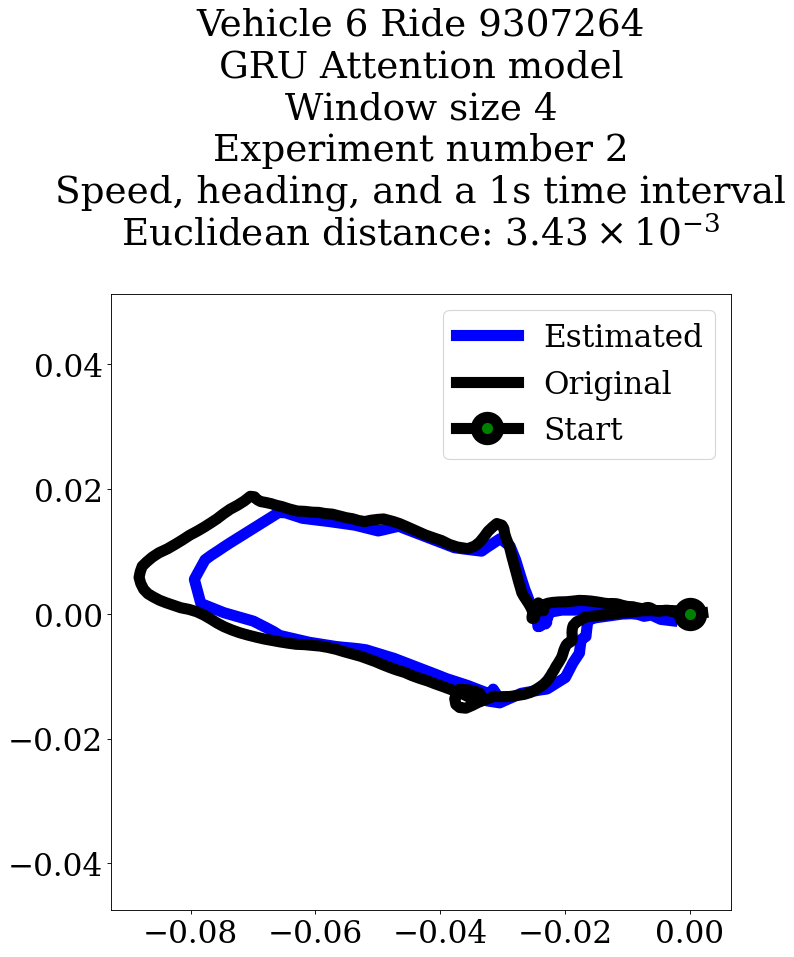 Vehicle 6 Ride 9307264
GRU Attention model
Window size 4
Experiment number 2
Speed, heading, and a 1s time interval
Euclidean distance: 3.43 × 10⁻³
Estimated
Original
Start
0.04
0.02
0.00
−0.02
−0.04
−0.08 −0.06 −0.04 −0.02 0.00